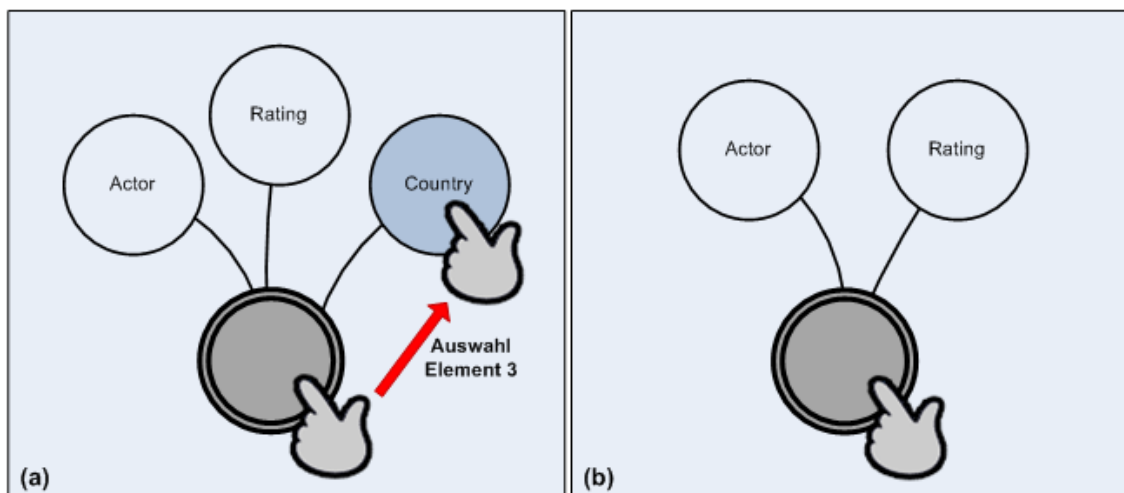 Rating
Actor
Country
Auswahl
Element 3
(a)
Actor
Rating
(b)